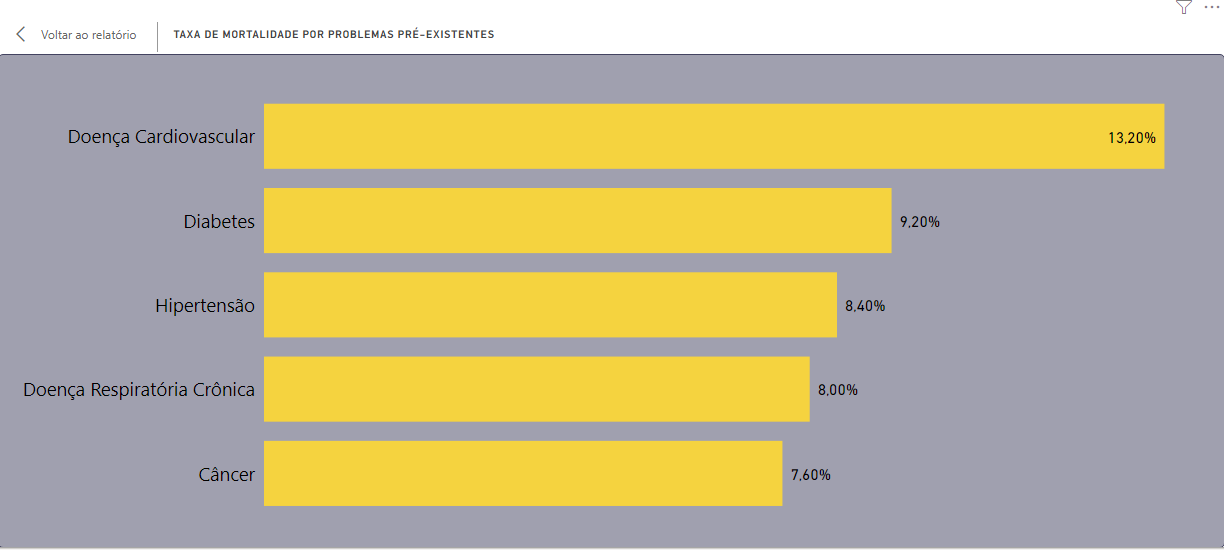 Voltar ao relatório
TAXA DE MORTALIDADE POR PROBLEMAS PRÉ-EXISTENTES
Doença Cardiovascular 13,20%
Diabetes 9,20%
Hipertensão 8,40%
Doença Respiratória Crônica 8,00%
Câncer 7,60%